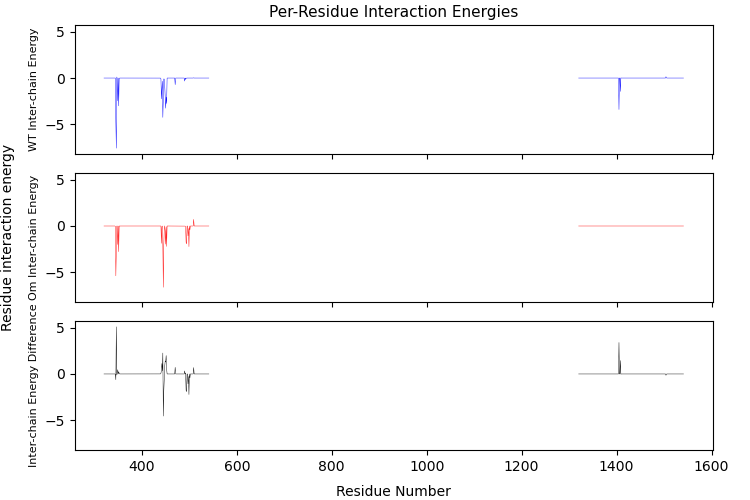 Per-Residue Interaction Energies
Residue interaction energy
WT Inter-chain Energy
5
0
−5
Om Inter-chain Energy
5
0
−5
Inter-chain Energy Difference
5
0
−5
400
600
800
1000
1200
1400
1600
Residue Number